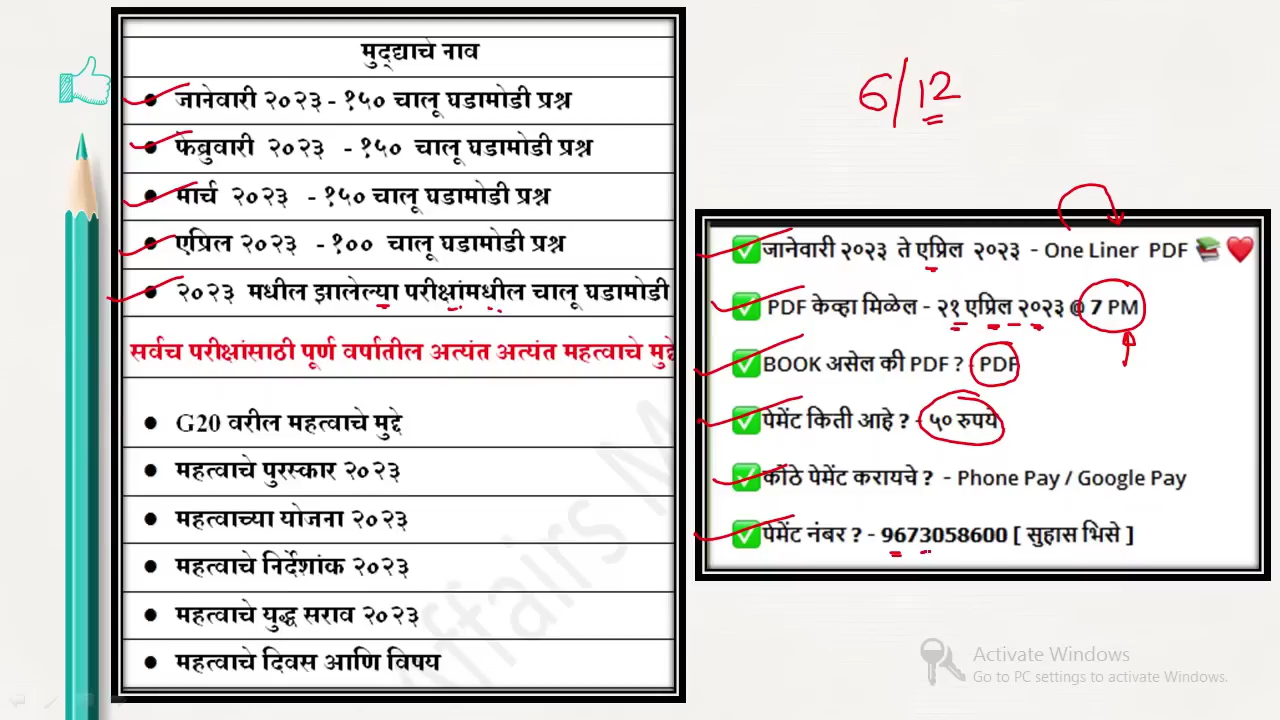 मुद्द्याचे नाव
● जानेवारी २०२३ - १५० चालू घडामोडी प्रश्न
● फेब्रुवारी २०२३ - १५० चालू घडामोडी प्रश्न
● मार्च २०२३ - १५० चालू घडामोडी प्रश्न
● एप्रिल २०२३ - १०० चालू घडामोडी प्रश्न
● २०२३ मधील झालेल्या परीक्षांमधील चालू घडामोडी
सर्वच परीक्षांसाठी पूर्ण वर्षातील अत्यंत अत्यंत महत्वाचे मुद्दे
● G20 वरील महत्वाचे मुद्दे
● महत्वाचे पुरस्कार २०२३
● महत्वाच्या योजना २०२३
● महत्वाचे निर्देशांक २०२३
● महत्वाचे युद्ध सराव २०२३
● महत्वाचे दिवस आणि विषय
Affairs M
6/12
✅जानेवारी २०२३ ते एप्रिल २०२३ - One Liner PDF 📚❤️
✅ PDF केव्हा मिळेल - २१ एप्रिल २०२३ @ 7 PM
✅BOOK असेल की PDF ? - PDF
✅पेमेंट किती आहे ? - ५० रुपये
✅कोठे पेमेंट करायचे ? - Phone Pay / Google Pay
✅पेमेंट नंबर ? - 9673058600 [ सुहास भिसे ]
Activate Windows
Go to PC settings to activate Windows.